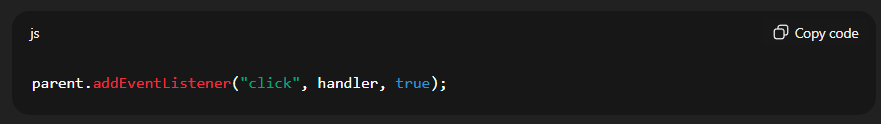 js
Copy code
parent.addEventListener("click", handler, true);